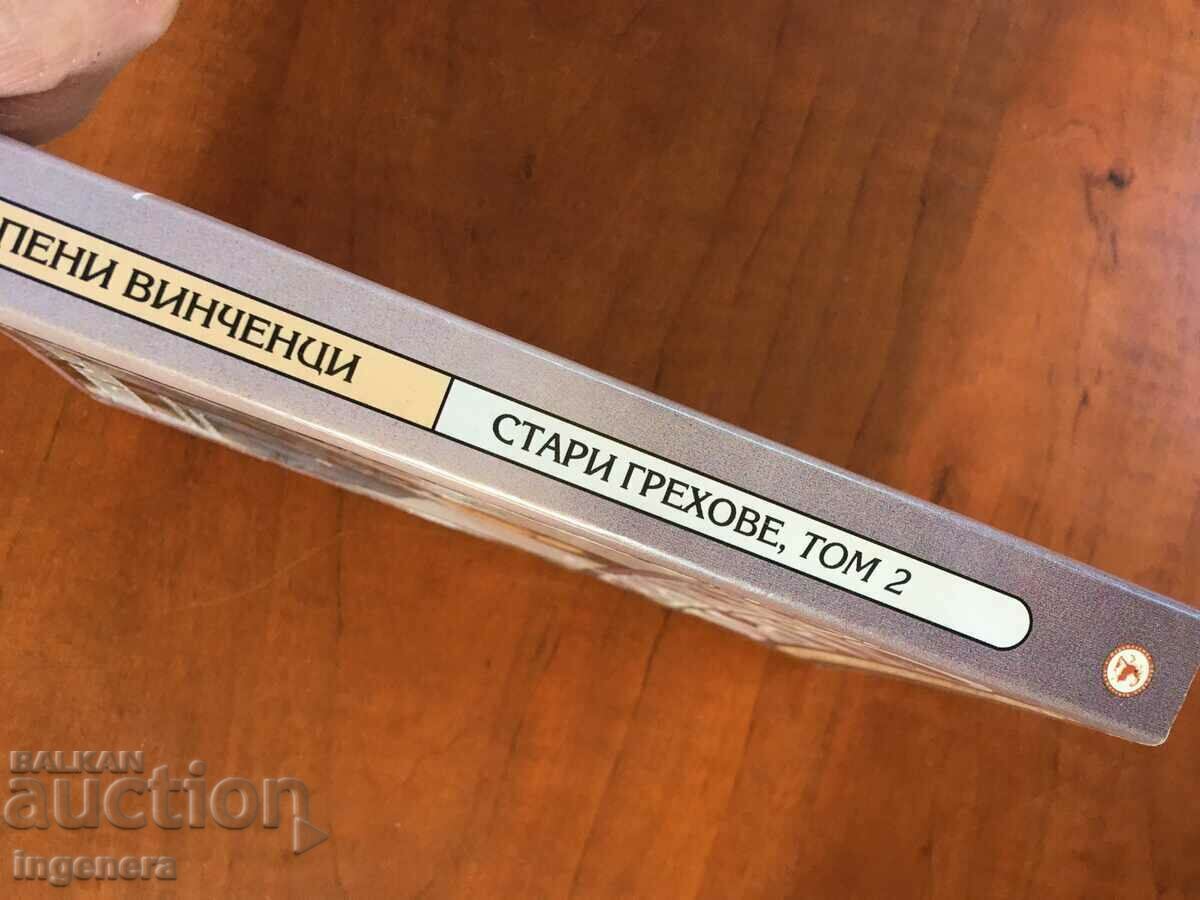 ПЕНИ ВИНЧЕНЦИ
СТАРИ ГРЕХОВЕ, ТОМ 2
BALKAN
auction
ingenera